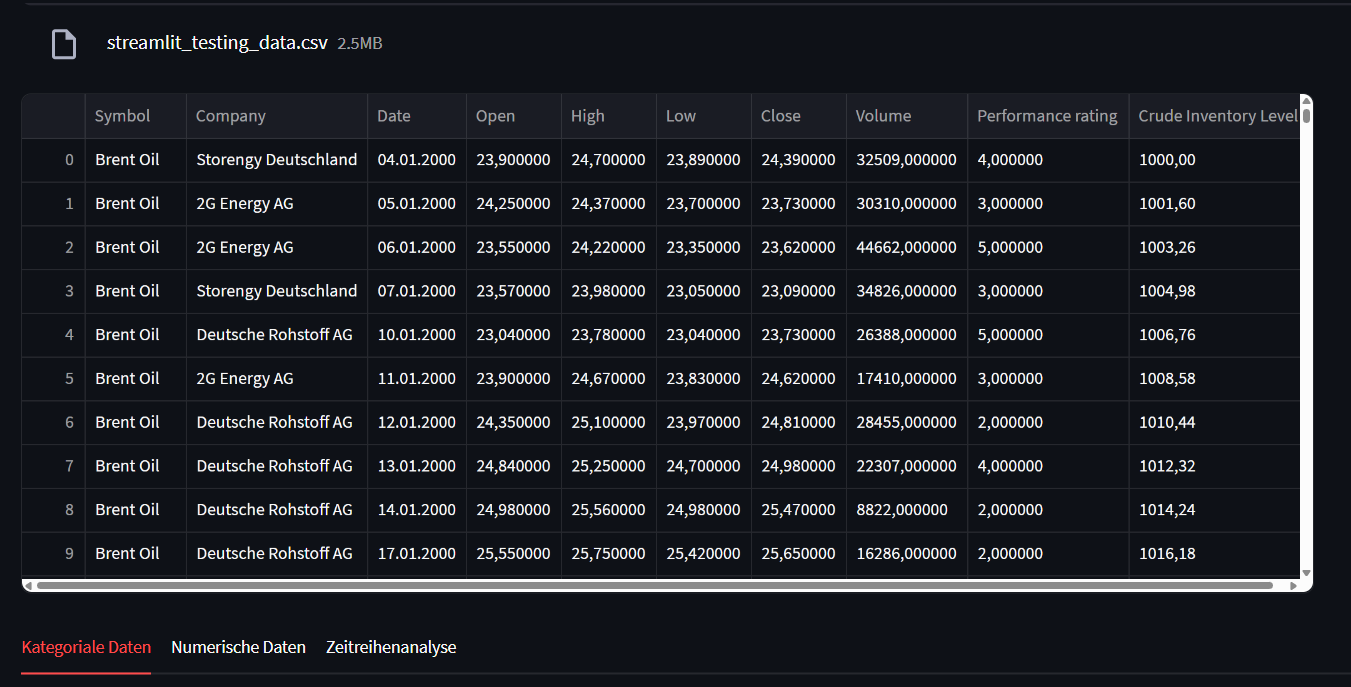 streamlit_testing_data.csv 2.5MB
Symbol Company Date Open High Low Close Volume Performance rating Crude Inventory Level
0 Brent Oil Storengy Deutschland 04.01.2000 23,900000 24,700000 23,890000 24,390000 32509,000000 4,000000 1000,00
1 Brent Oil 2G Energy AG 05.01.2000 24,250000 24,370000 23,700000 23,730000 30310,000000 3,000000 1001,60
2 Brent Oil 2G Energy AG 06.01.2000 23,550000 24,220000 23,350000 23,620000 44662,000000 5,000000 1003,26
3 Brent Oil Storengy Deutschland 07.01.2000 23,570000 23,980000 23,050000 23,090000 34826,000000 3,000000 1004,98
4 Brent Oil Deutsche Rohstoff AG 10.01.2000 23,040000 23,780000 23,040000 23,730000 26388,000000 5,000000 1006,76
5 Brent Oil 2G Energy AG 11.01.2000 23,900000 24,670000 23,830000 24,620000 17410,000000 3,000000 1008,58
6 Brent Oil Deutsche Rohstoff AG 12.01.2000 24,350000 25,100000 23,970000 24,810000 28455,000000 2,000000 1010,44
7 Brent Oil Deutsche Rohstoff AG 13.01.2000 24,840000 25,250000 24,700000 24,980000 22307,000000 4,000000 1012,32
8 Brent Oil Deutsche Rohstoff AG 14.01.2000 24,980000 25,560000 24,980000 25,470000 8822,000000 2,000000 1014,24
9 Brent Oil Deutsche Rohstoff AG 17.01.2000 25,550000 25,750000 25,420000 25,650000 16286,000000 2,000000 1016,18
Kategoriale Daten Numerische Daten Zeitreihenanalyse